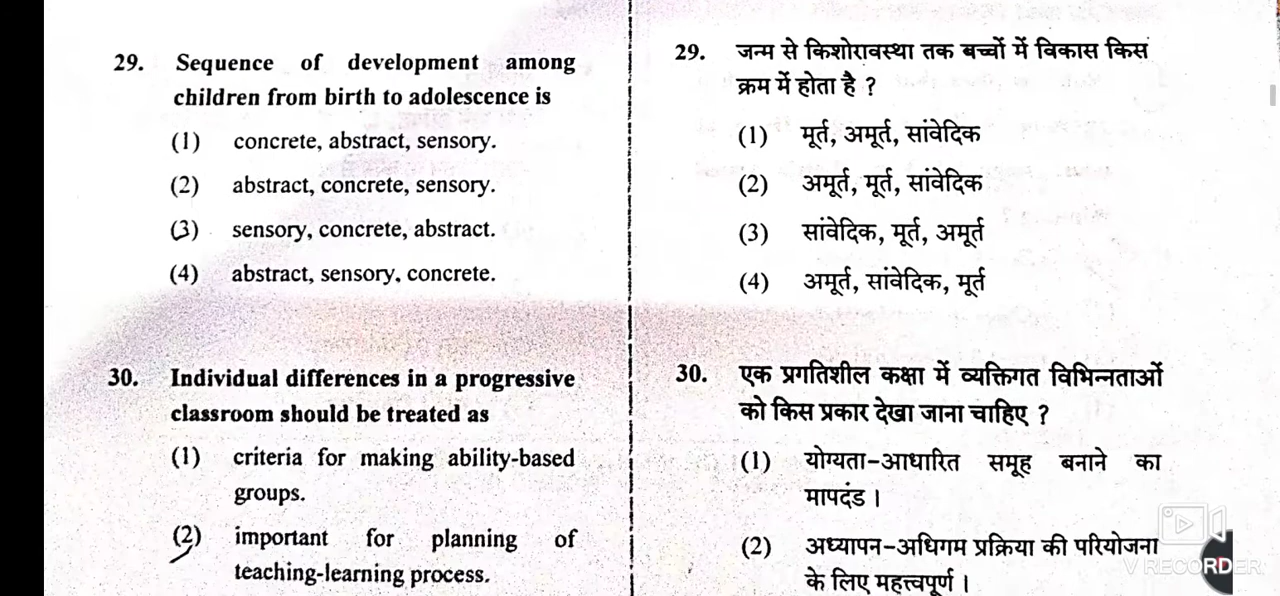 29. Sequence of development among
children from birth to adolescence is
(1) concrete, abstract, sensory.
(2) abstract, concrete, sensory.
(3) sensory, concrete, abstract.
(4) abstract, sensory, concrete.
30. Individual differences in a progressive
classroom should be treated as
(1) criteria for making ability-based
groups.
(2) important for planning of
teaching-learning process.
29. जन्म से किशोरावस्था तक बच्चों में विकास किस
क्रम में होता है ?
(1) मूर्त, अमूर्त, सांवेदिक
(2) अमूर्त, मूर्त, सांवेदिक
(3) सांवेदिक, मूर्त, अमूर्त
(4) अमूर्त, सांवेदिक, मूर्त
30. एक प्रगतिशील कक्षा में व्यक्तिगत विभिन्नताओं
को किस प्रकार देखा जाना चाहिए ?
(1) योग्यता-आधारित समूह बनाने का
मापदंड ।
(2) अध्यापन-अधिगम प्रक्रिया की परियोजना
के लिए महत्त्वपूर्ण ।
V RECORDER